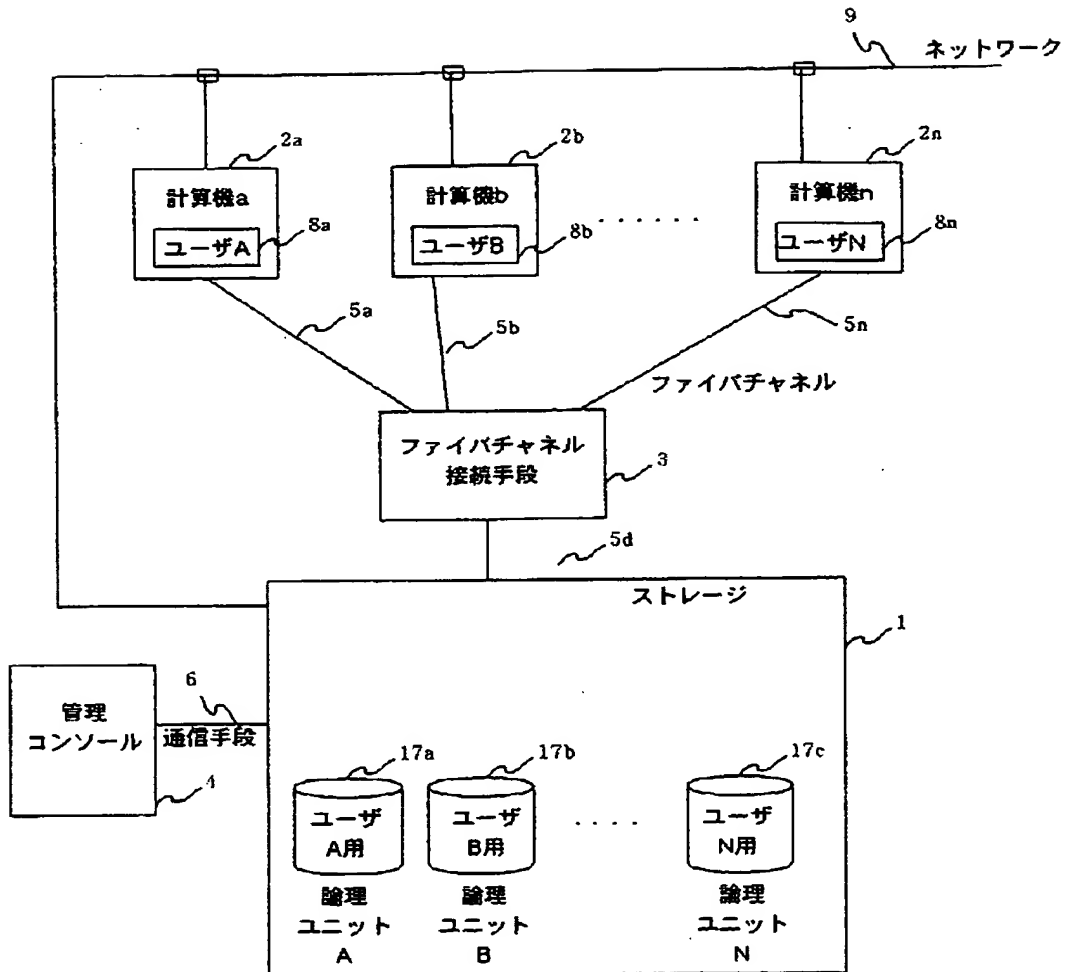 9
ネットワーク
2a
2b
2n
計算機a
計算機b
計算機n
ユーザA
8a
ユーザB
8b
ユーザN
8n
. . . . . . .
5a
5b
5n
ファイバチャネル
ファイバチャネル
接続手段
3
5d
ストレージ
1
管理
コンソール
6
通信手段
4
17a
17b
17c
ユーザ
A用
ユーザ
B用
. . . .
ユーザ
N用
論理
ユニット
A
論理
ユニット
B
論理
ユニット
N